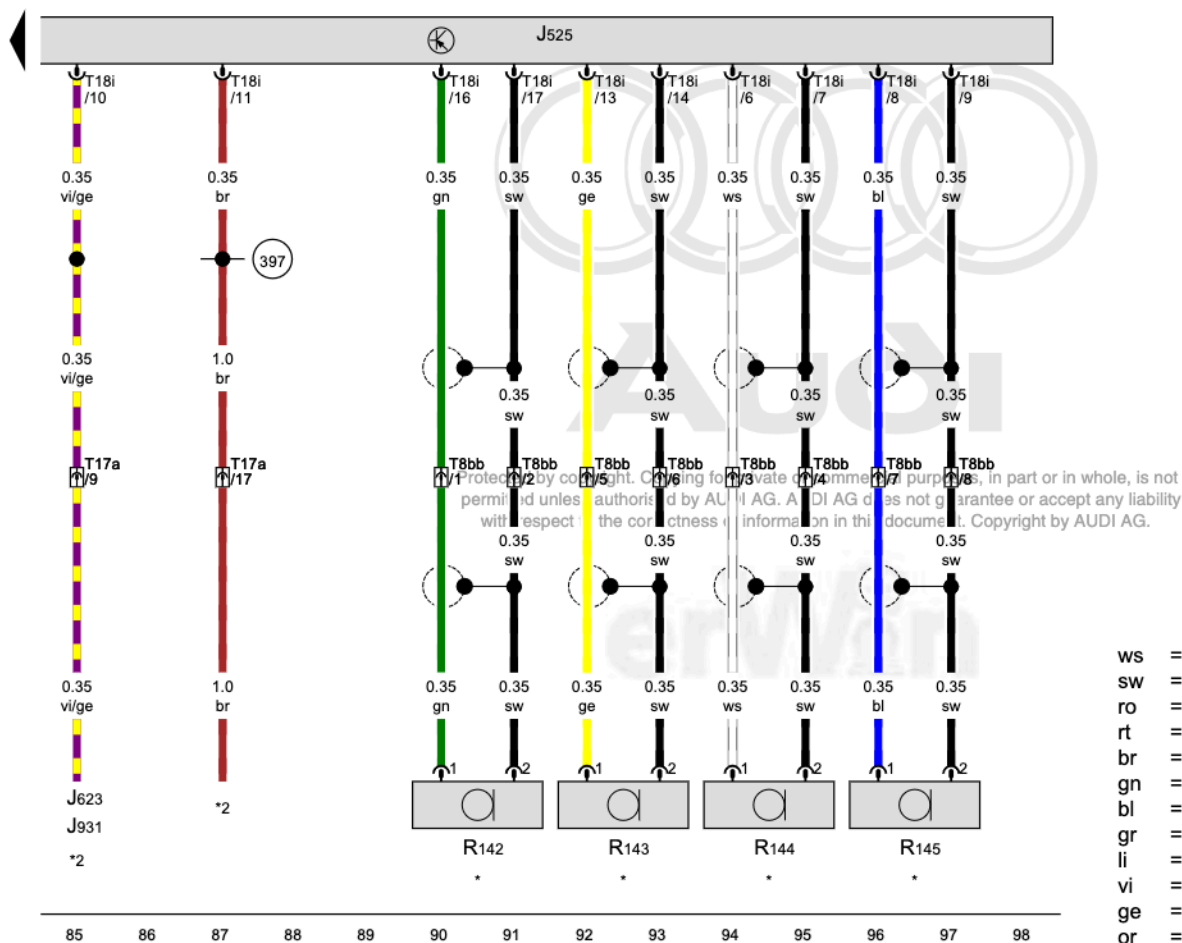 J525
T18i T18i T18i T18i T18i T18i T18i T18i T18i T18i
/10 /11 /16 /17 /13 /14 /6 /7 /8 /9
0.35 0.35 0.35 0.35 0.35 0.35 0.35 0.35 0.35 0.35
vi/ge br gn sw ge sw ws sw bl sw
397
0.35 1.0
vi/ge br
AUDI
0.35 0.35 0.35 0.35
sw sw sw sw
T17a T17a T8bb T8bb T8bb T8bb T8bb T8bb T8bb T8bb
/9 /17 /1 /2 /5 /6 /3 /4 /7 /8
Protected by copyright. Copying for private or commercial purposes, in part or in whole, is not
permitted unless authorised by AUDI AG. AUDI AG does not guarantee or accept any liability
with respect to the correctness of information in this document. Copyright by AUDI AG.
0.35 0.35 0.35 0.35
sw sw sw sw
erWin
0.35 1.0 0.35 0.35 0.35 0.35 0.35 0.35 0.35 0.35
vi/ge br gn sw ge sw ws sw bl sw
1 2 1 2 1 2 1 2
J623
J931
*2
*2
R142 R143 R144 R145
* * * *
85 86 87 88 89 90 91 92 93 94 95 96 97 98
ws =
sw =
ro =
rt =
br =
gn =
bl =
gr =
li =
vi =
ge =
or =